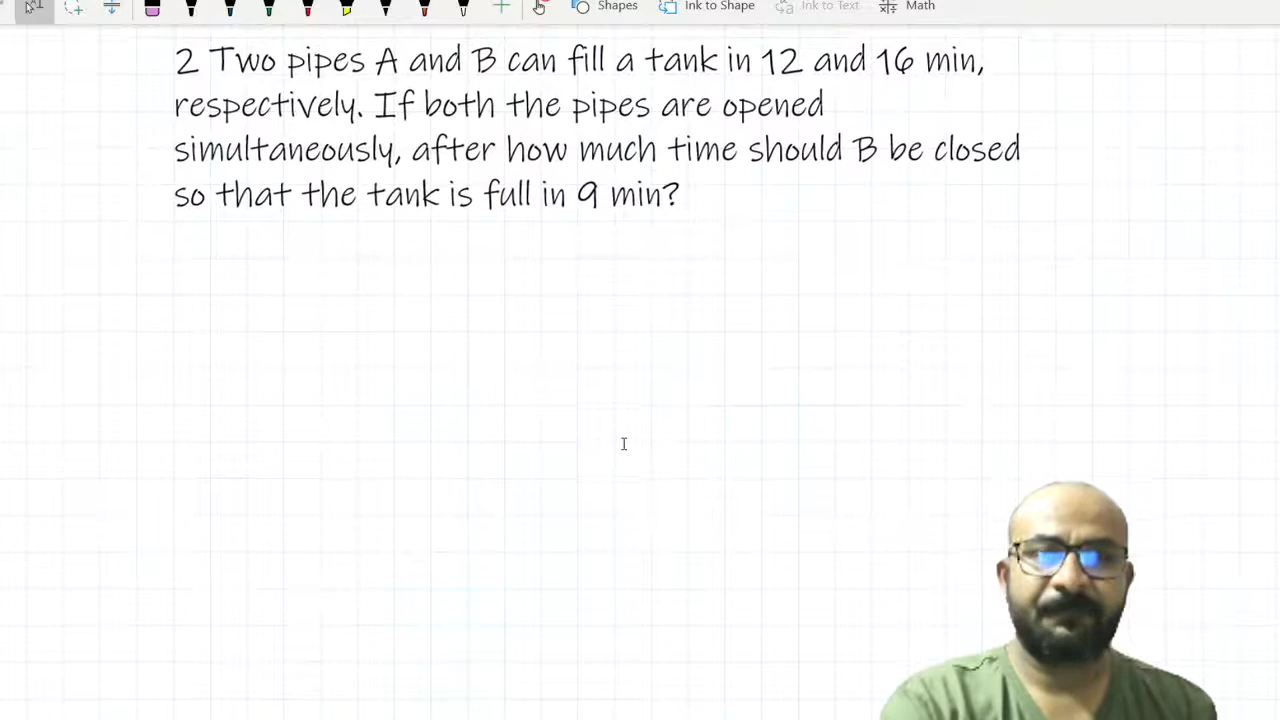 Shapes Ink to Shape Ink to Text Math
2 Two pipes A and B can fill a tank in 12 and 16 min,
respectively. If both the pipes are opened
simultaneously, after how much time should B be closed
so that the tank is full in 9 min?